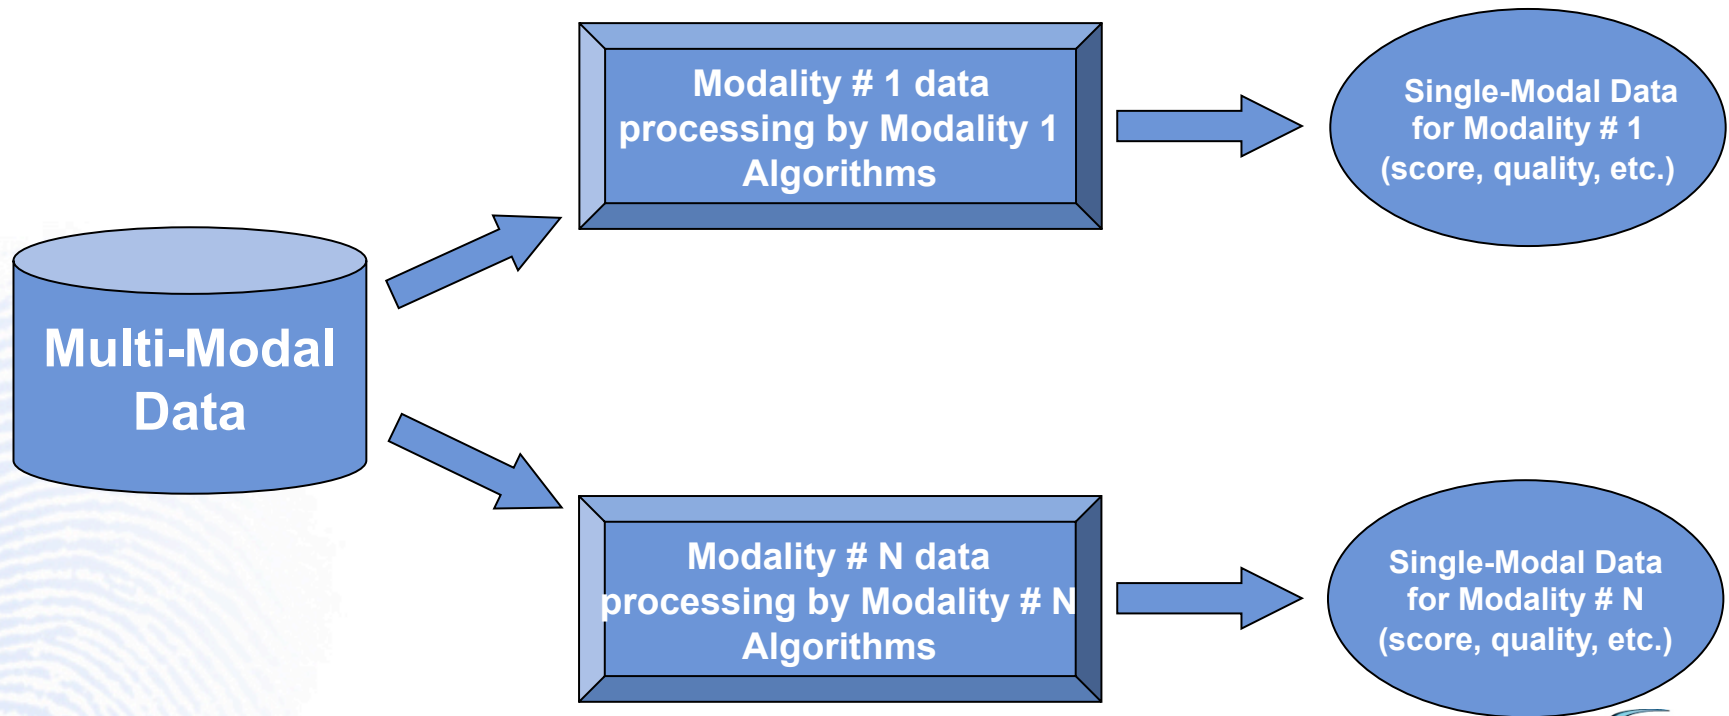 Multi-Modal
Data
Modality # 1 data
processing by Modality 1
Algorithms
Single-Modal Data
for Modality # 1
(score, quality, etc.)
Modality # N data
processing by Modality # N
Algorithms
Single-Modal Data
for Modality # N
(score, quality, etc.)